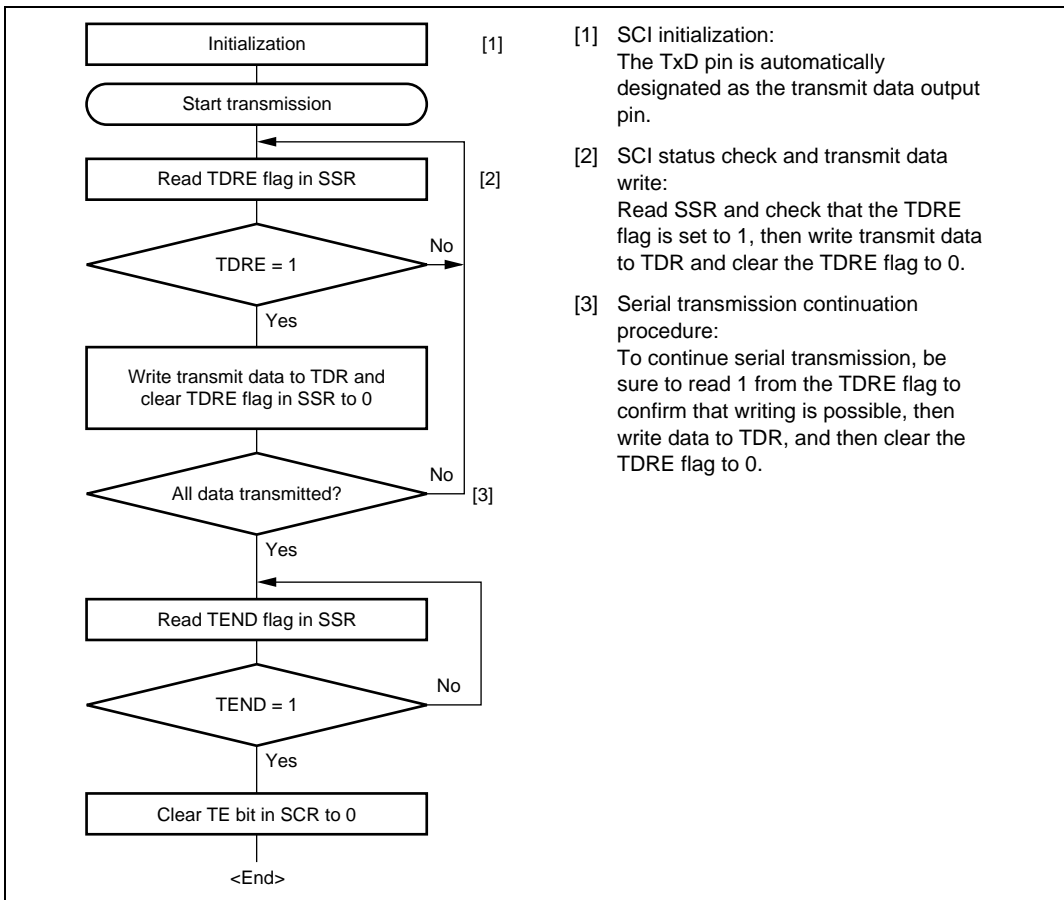 Initialization
[1]
Start transmission
Read TDRE flag in SSR
[2]
No
TDRE = 1
Yes
Write transmit data to TDR and
clear TDRE flag in SSR to 0
No
All data transmitted?
[3]
Yes
Read TEND flag in SSR
No
TEND = 1
Yes
Clear TE bit in SCR to 0
<End>
[1] SCI initialization:
The TxD pin is automatically
designated as the transmit data output
pin.
[2] SCI status check and transmit data
write:
Read SSR and check that the TDRE
flag is set to 1, then write transmit data
to TDR and clear the TDRE flag to 0.
[3] Serial transmission continuation
procedure:
To continue serial transmission, be
sure to read 1 from the TDRE flag to
confirm that writing is possible, then
write data to TDR, and then clear the
TDRE flag to 0.